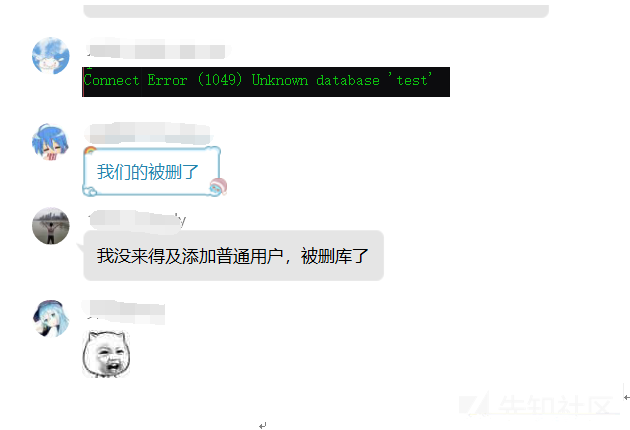 Connect Error (1049) Unknown database 'test'
我们的被删了
我没来得及添加普通用户，被删库了
先知社区